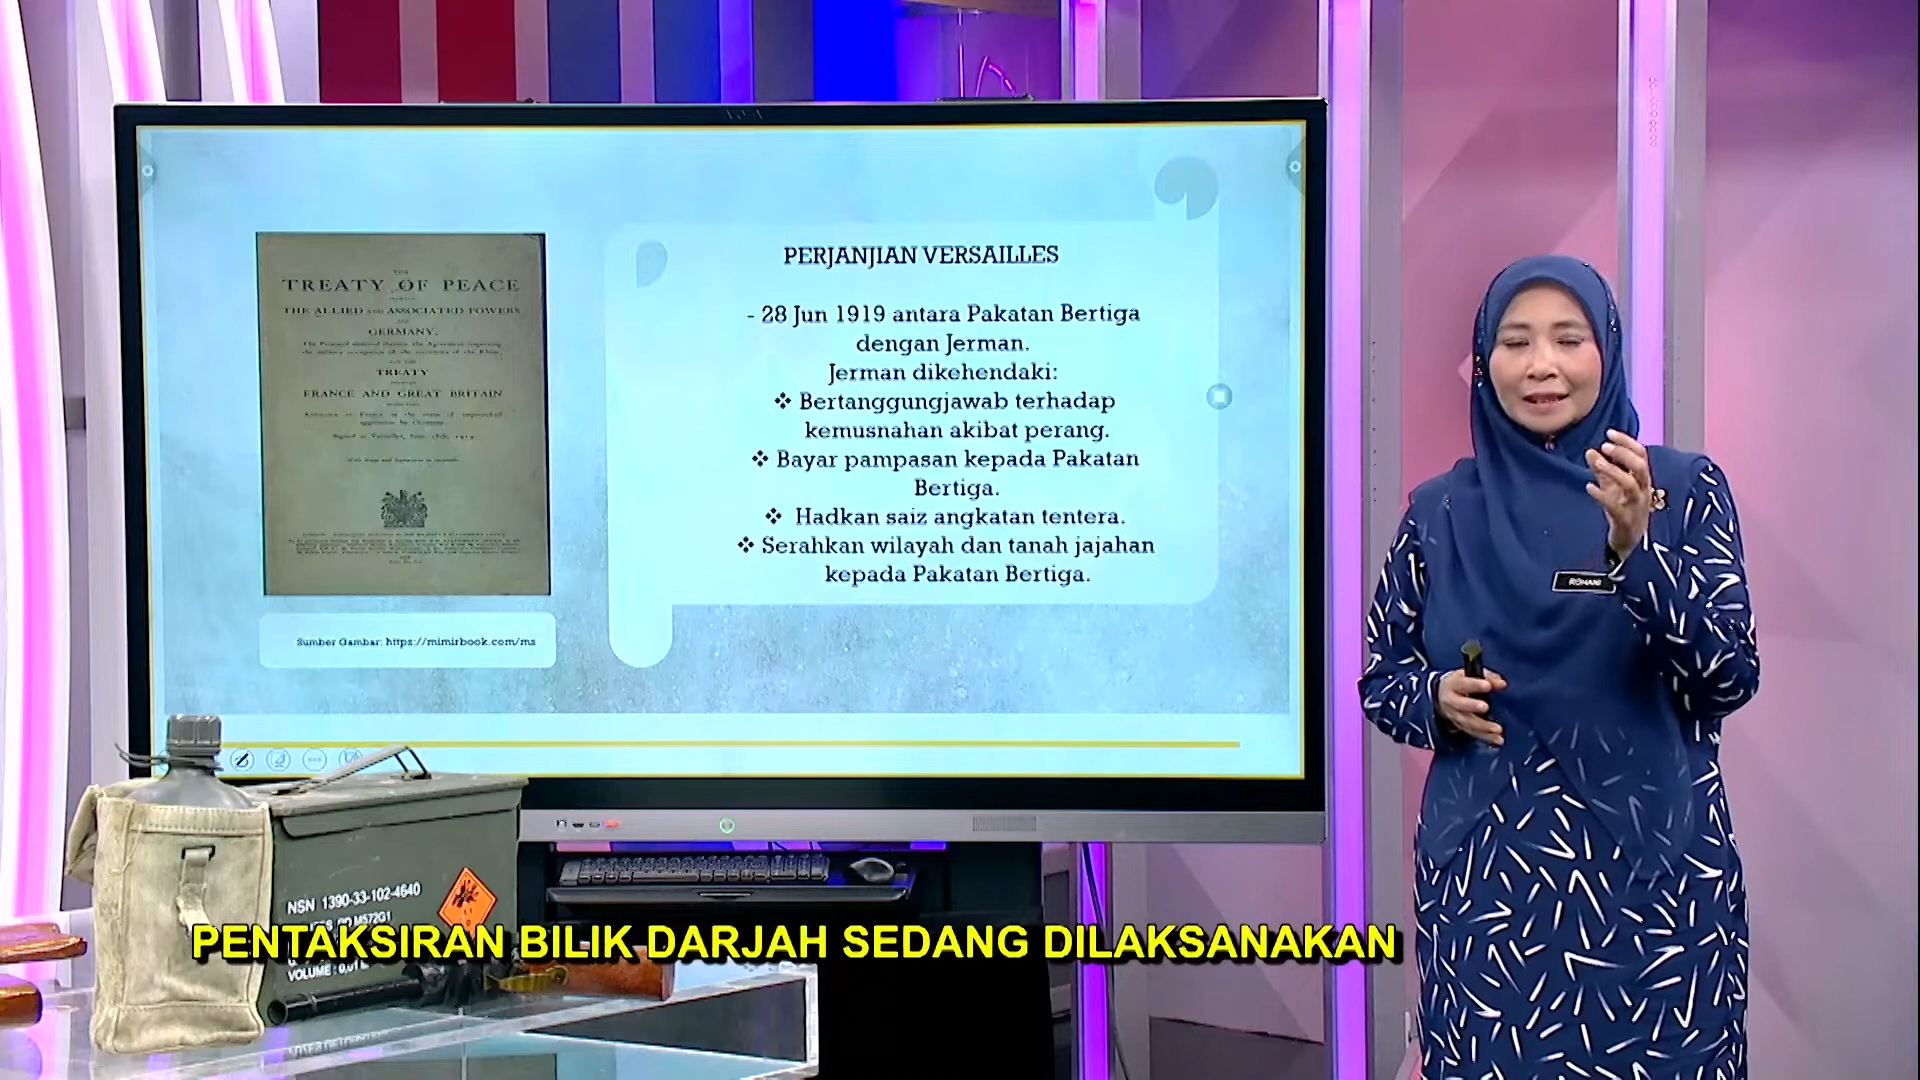 THE
TREATY OF PEACE
THE ALLIED AND ASSOCIATED POWERS
GERMANY,
TREATY
FRANCE AND GREAT BRITAIN
Sumber Gambar: https://mimirbook.com/ms
PERJANJIAN VERSAILLES
- 28 Jun 1919 antara Pakatan Bertiga
dengan Jerman.
Jerman dikehendaki:
❖ Bertanggungjawab terhadap
kemusnahan akibat perang.
❖ Bayar pampasan kepada Pakatan
Bertiga.
❖ Hadkan saiz angkatan tentera.
❖ Serahkan wilayah dan tanah jajahan
kepada Pakatan Bertiga.
ROHANI
NSN 1390-33-102-4640
M572G1
VOLUME :
PENTAKSIRAN BILIK DARJAH SEDANG DILAKSANAKAN